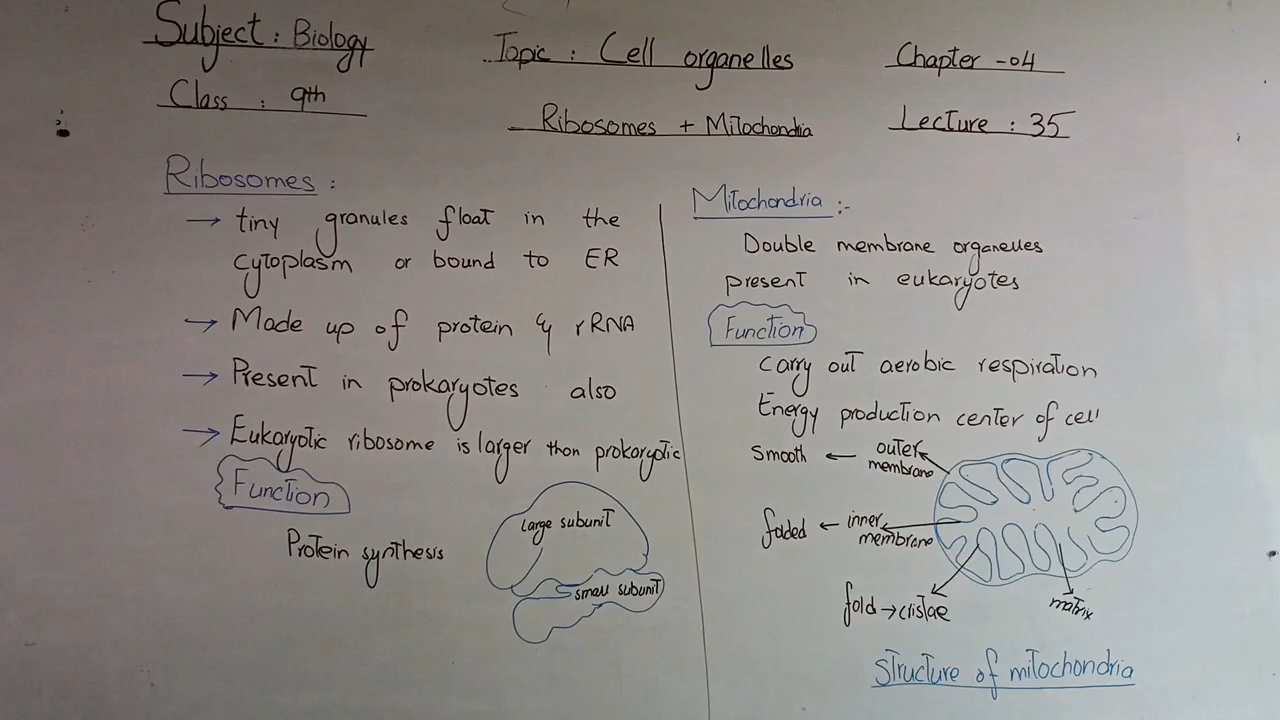 Subject : Biology
Topic : Cell organelles
Chapter - 04
Class : 9th
Ribosomes + Mitochondria
Lecture : 35
Ribosomes :
→ tiny granules float in the
cytoplasm or bound to ER
→ Made up of protein & rRNA
→ Present in prokaryotes also
→ Eukaryotic ribosome is larger than prokaryotic
Function
Protein synthesis
large subunit
small subunit
Mitochondria :-
Double membrane organelles
present in eukaryotes
Function
Carry out aerobic respiration
Energy production center of cell
smooth ← outer
membrane
folded ← inner
membrane
fold → cristae
matrix
Structure of mitochondria